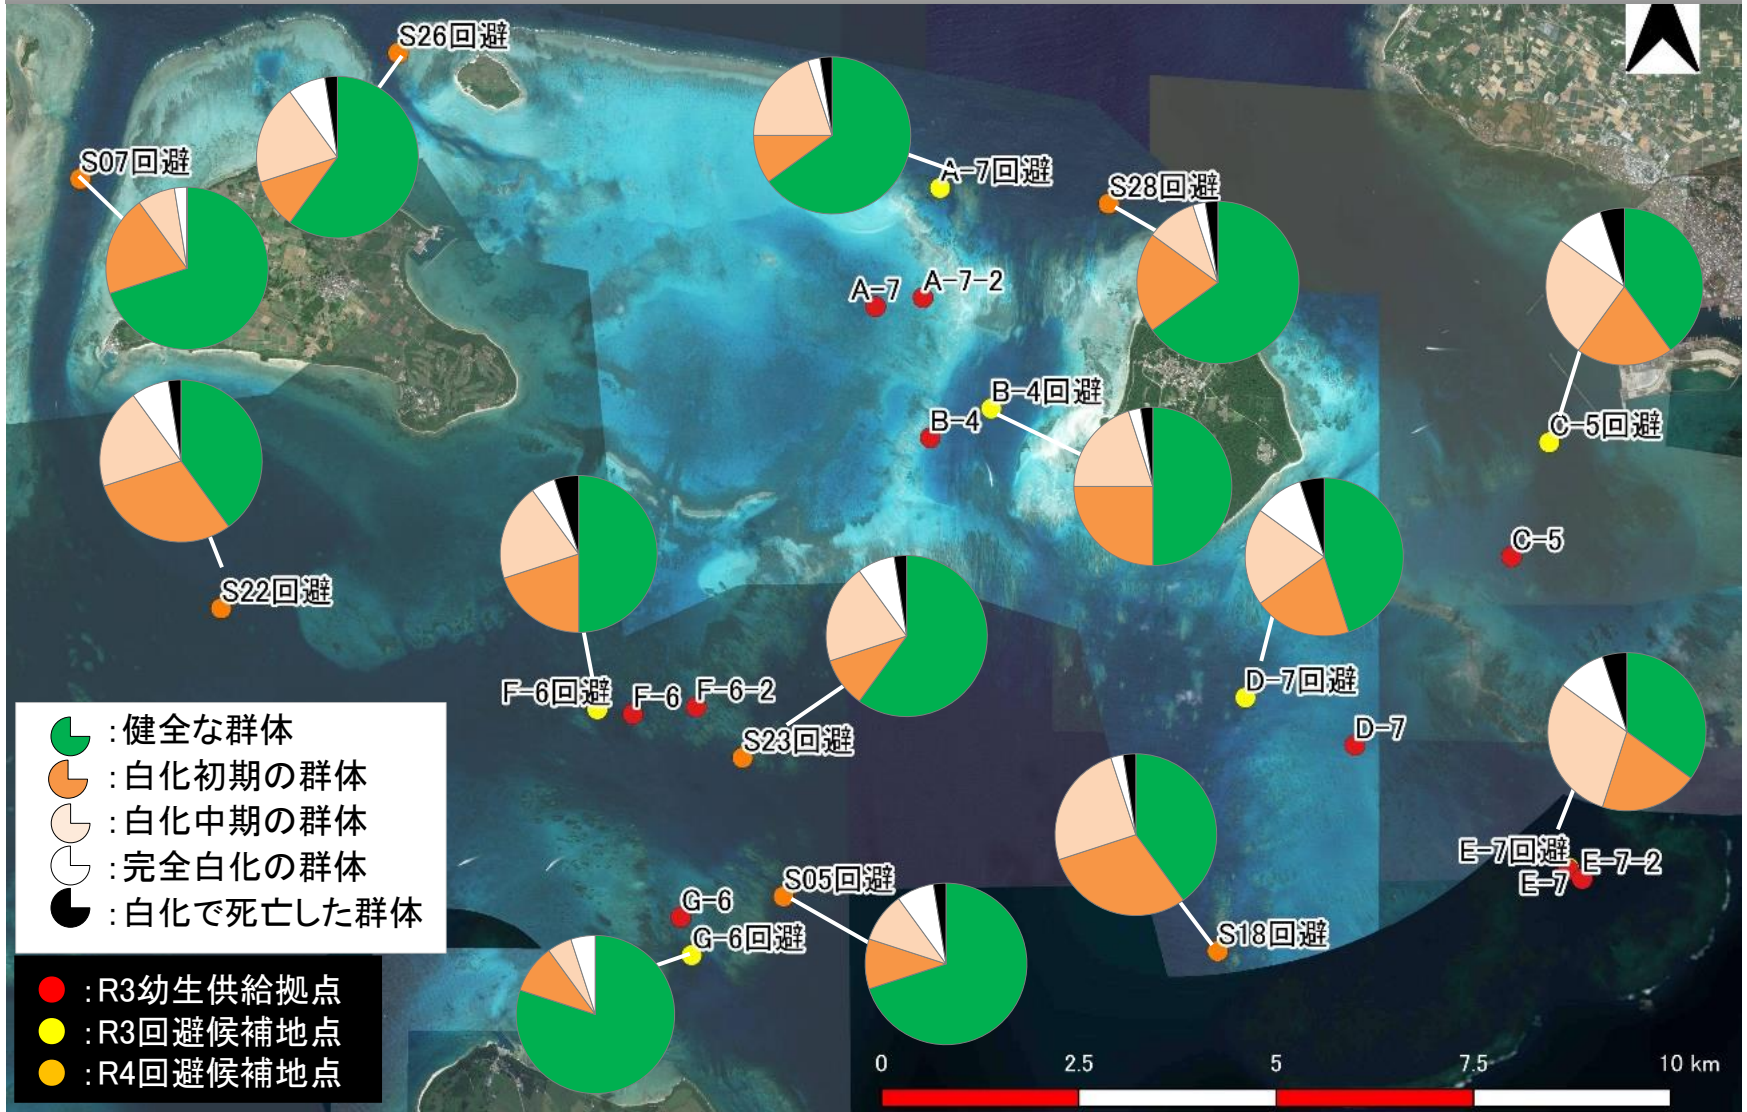 S26回避
S07回避
A-7回避
S28回避
A-7
A-7-2
B-4回避
B-4
C-5回避
C-5
S22回避
F-6回避
F-6
F-6-2
S23回避
D-7回避
D-7
E-7回避
E-7
E-7-2
S05回避
G-6
G-6回避
S18回避
:健全な群体
:白化初期の群体
:白化中期の群体
:完全白化の群体
:白化で死亡した群体
:R3幼生供給拠点
:R3回避候補地点
:R4回避候補地点
0 2.5 5 7.5 10 km